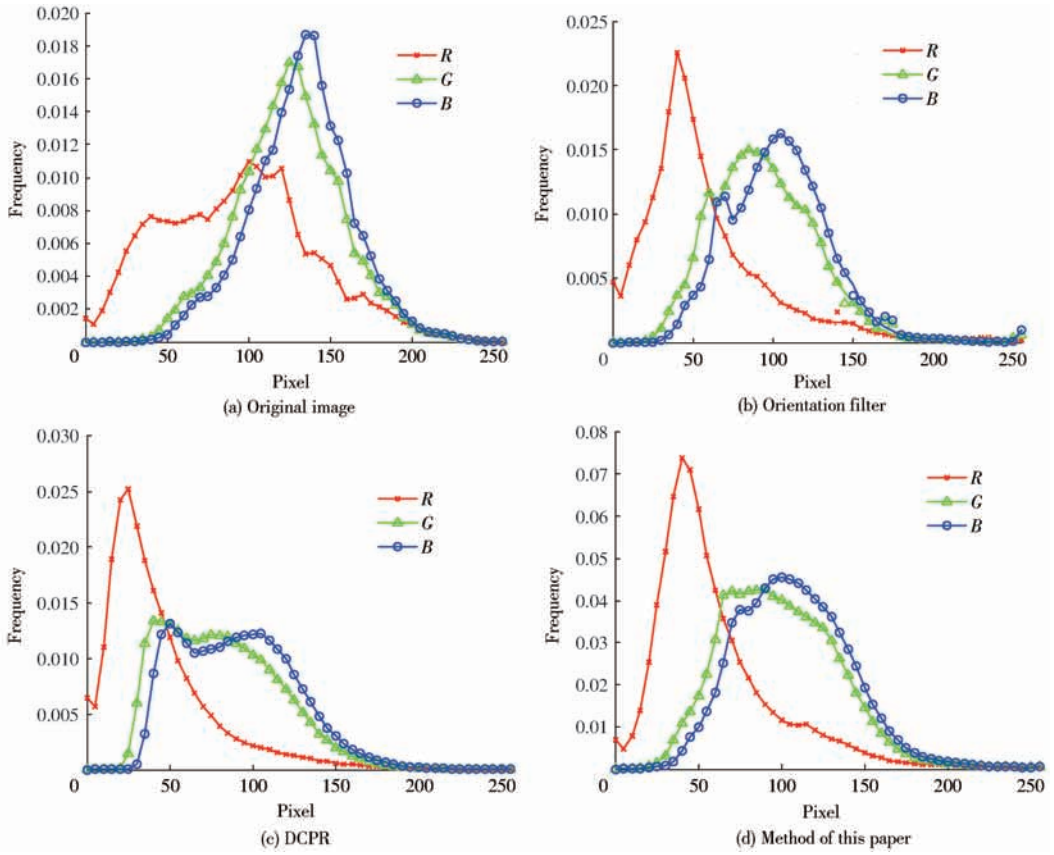 0.020
0.018
0.016
0.014
0.012
0.010
0.008
0.006
0.004
0.002
Frequency
R
G
B
0
50
100
150
200
250
Pixel
(a) Original image
0.025
0.020
0.015
0.010
0.005
Frequency
R
G
B
0
50
100
150
200
250
Pixel
(b) Orientation filter
0.030
0.025
0.020
0.015
0.010
0.005
Frequency
R
G
B
0
50
100
150
200
250
Pixel
(c) DCPR
0.08
0.07
0.06
0.05
0.04
0.03
0.02
0.01
Frequency
R
G
B
0
50
100
150
200
250
Pixel
(d) Method of this paper